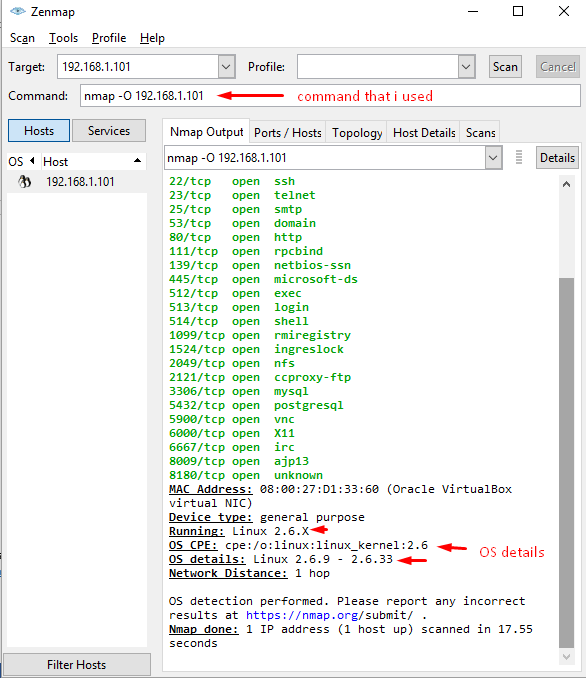 Zenmap
Scan Tools Profile Help
Target: 192.168.1.101 Profile: Scan Cancel
Command: nmap -O 192.168.1.101 command that i used
Hosts Services
Nmap Output Ports / Hosts Topology Host Details Scans
OS Host
nmap -O 192.168.1.101 Details
192.168.1.101
22/tcp open ssh
23/tcp open telnet
25/tcp open smtp
53/tcp open domain
80/tcp open http
111/tcp open rpcbind
139/tcp open netbios-ssn
445/tcp open microsoft-ds
512/tcp open exec
513/tcp open login
514/tcp open shell
1099/tcp open rmiregistry
1524/tcp open ingreslock
2049/tcp open nfs
2121/tcp open ccproxy-ftp
3306/tcp open mysql
5432/tcp open postgresql
5900/tcp open vnc
6000/tcp open X11
6667/tcp open irc
8009/tcp open ajp13
8180/tcp open unknown
MAC Address: 08:00:27:D1:33:60 (Oracle VirtualBox
virtual NIC)
Device type: general purpose
Running: Linux 2.6.X
OS CPE: cpe:/o:linux:linux_kernel:2.6
OS details
OS details: Linux 2.6.9 - 2.6.33
Network Distance: 1 hop
OS detection performed. Please report any incorrect
results at https://nmap.org/submit/ .
Nmap done: 1 IP address (1 host up) scanned in 17.55
seconds
Filter Hosts